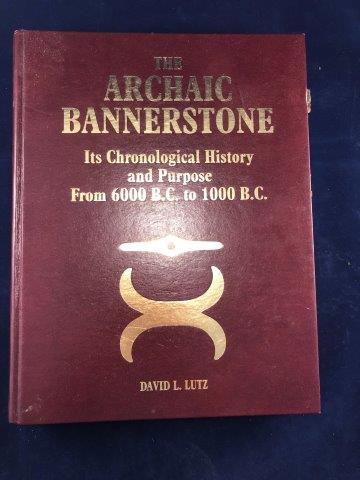 THE
ARCHAIC
BANNERSTONE
Its Chronological History
and Purpose
From 6000 B.C. to 1000 B.C.
DAVID L. LUTZ